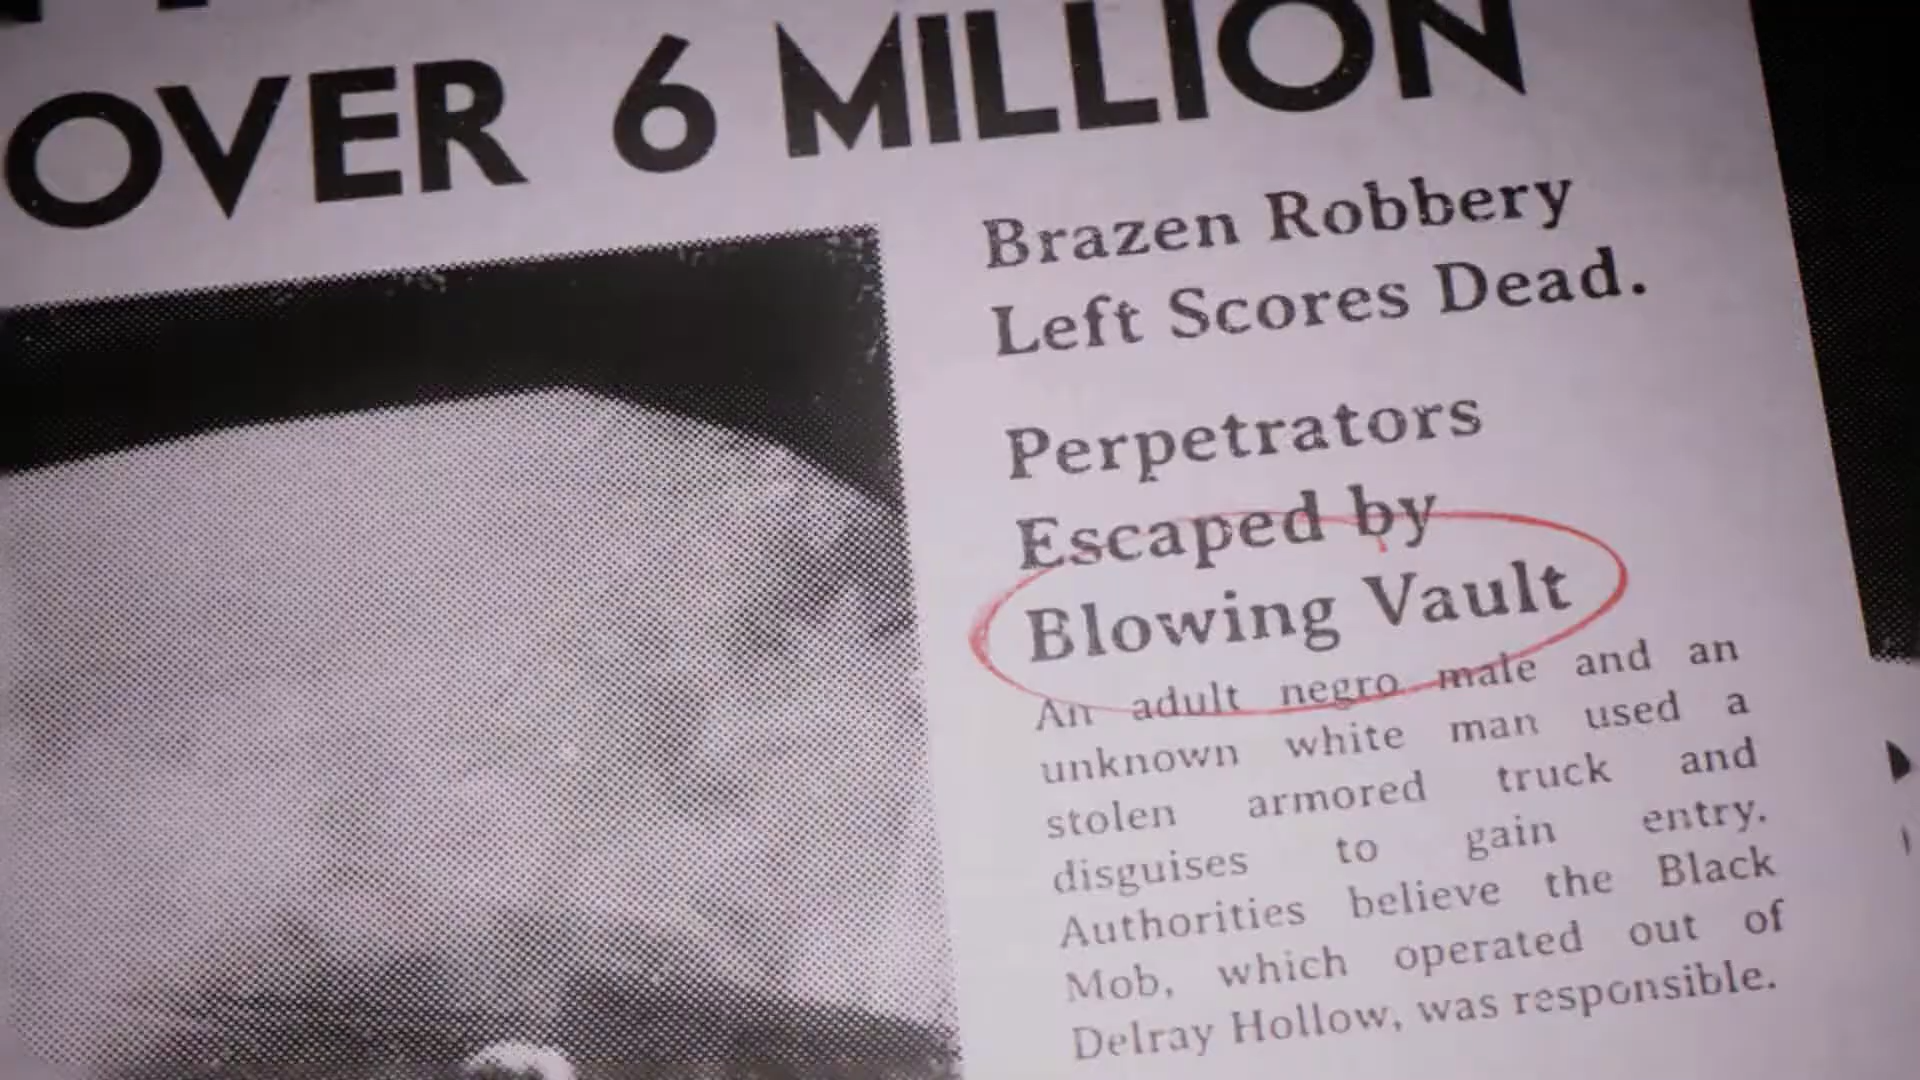 OVER 6 MILLION
Brazen Robbery
Left Scores Dead.
Perpetrators
Escaped by
Blowing Vault
An adult negro male and an
unknown white man used a
stolen armored truck and
disguises to gain entry.
Authorities believe the Black
Mob, which operated out of
Delray Hollow, was responsible.